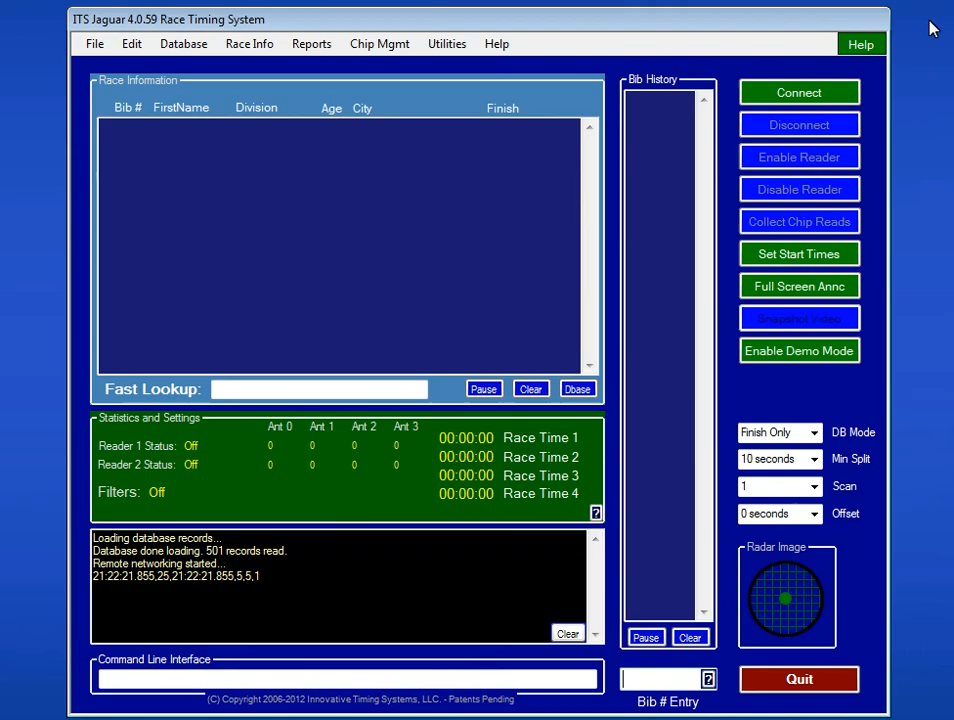 ITS Jaguar 4.0.59 Race Timing System
File Edit Database Race Info Reports Chip Mgmt Utilities Help
Help
Race Information
Bib # FirstName Division Age City Finish
Fast Lookup: Pause Clear Dbase
Bib History
Pause Clear
Connect
Disconnect
Enable Reader
Disable Reader
Collect Chip Reads
Set Start Times
Full Screen Annc
Snapshot Video
Enable Demo Mode
Statistics and Settings
Ant 0 Ant 1 Ant 2 Ant 3
Reader 1 Status: Off 0 0 0 0
Reader 2 Status: Off 0 0 0 0
Filters: Off
00:00:00 Race Time 1
00:00:00 Race Time 2
00:00:00 Race Time 3
00:00:00 Race Time 4
?
Finish Only DB Mode
10 seconds Min Split
1 Scan
0 seconds Offset
Loading database records...
Database done loading. 501 records read.
Remote networking started...
21:22:21.855,25,21:22:21.855,5,5,1
Clear
Radar Image
Command Line Interface
(C) Copyright 2006-2012 Innovative Timing Systems, LLC. - Patents Pending
?
Bib # Entry
Quit